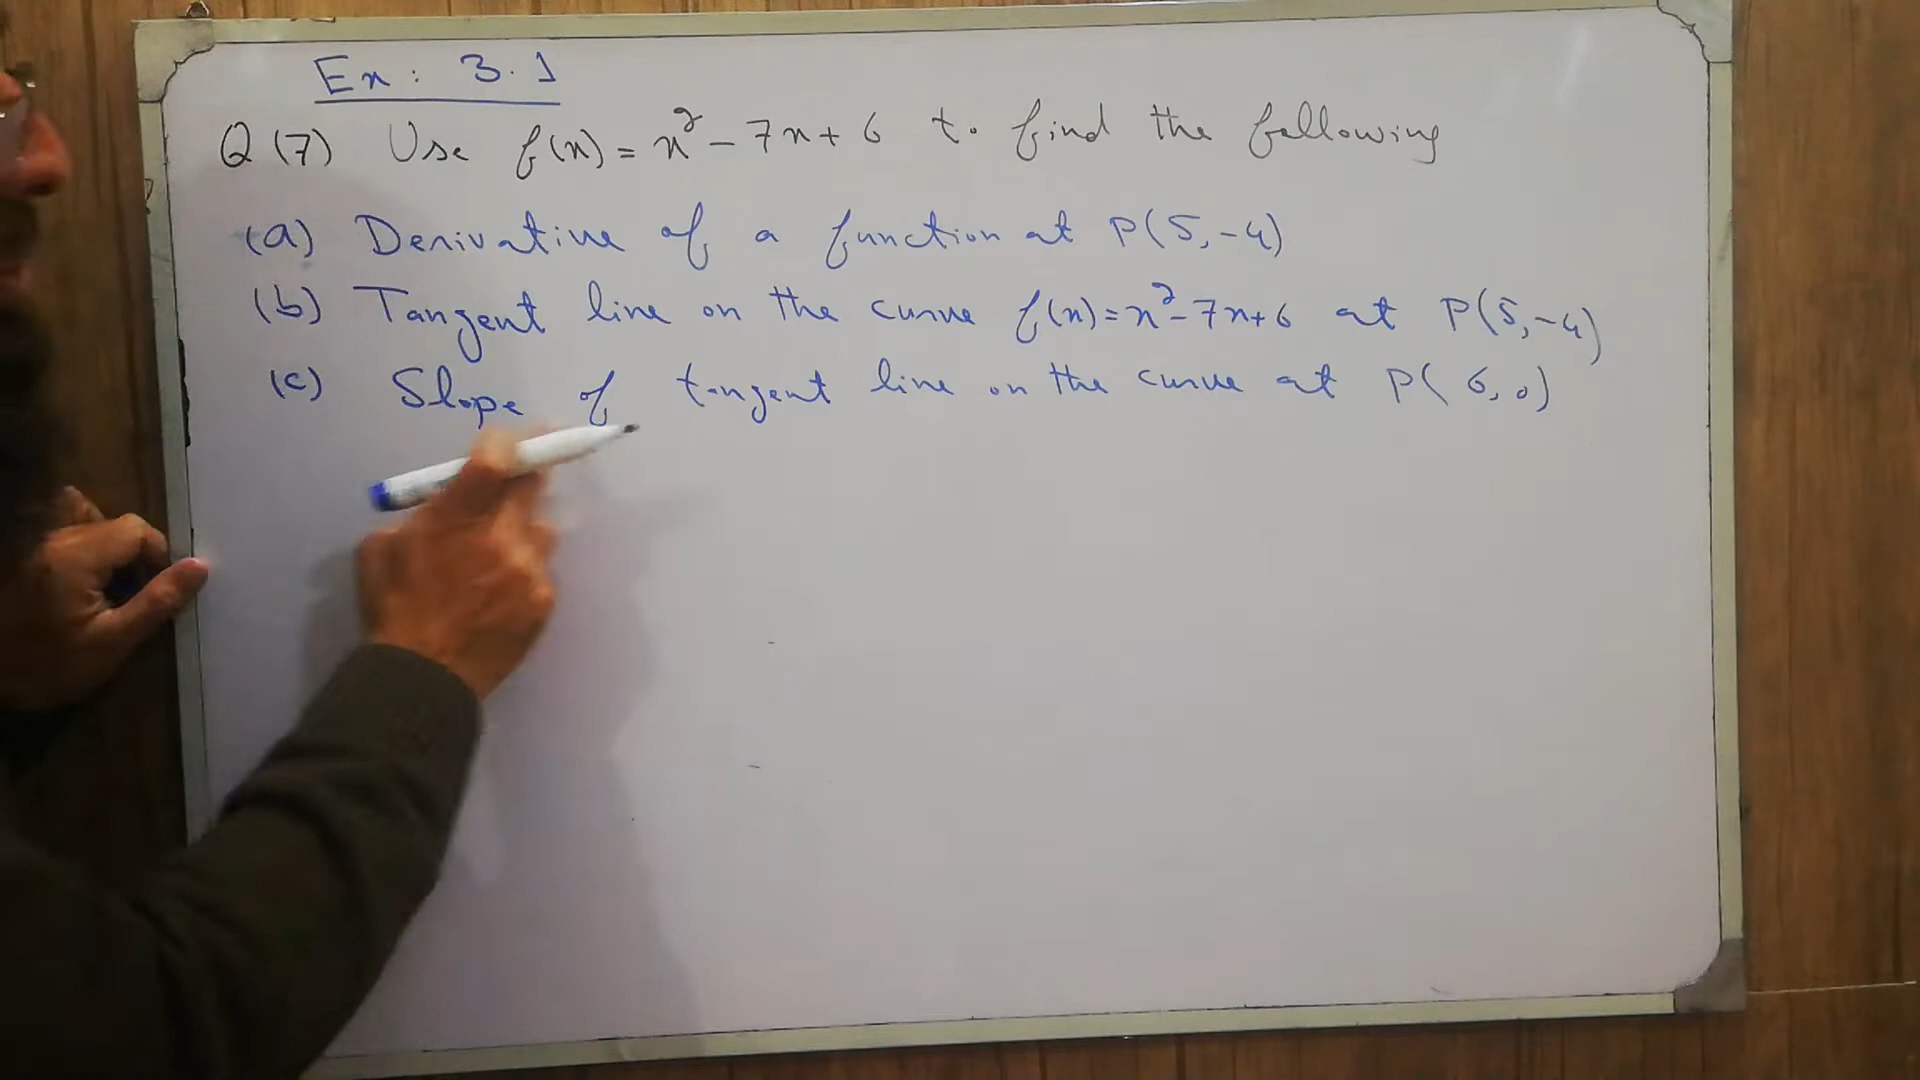 Ex: 3.1
Q(7) Use f(x) = x² - 7x + 6 to find the following
(a) Derivative of a function at P(5, -4)
(b) Tangent line on the curve f(x) = x² - 7x + 6 at P(5, -4)
(c) Slope of tangent line on the curve at P(6, 0)